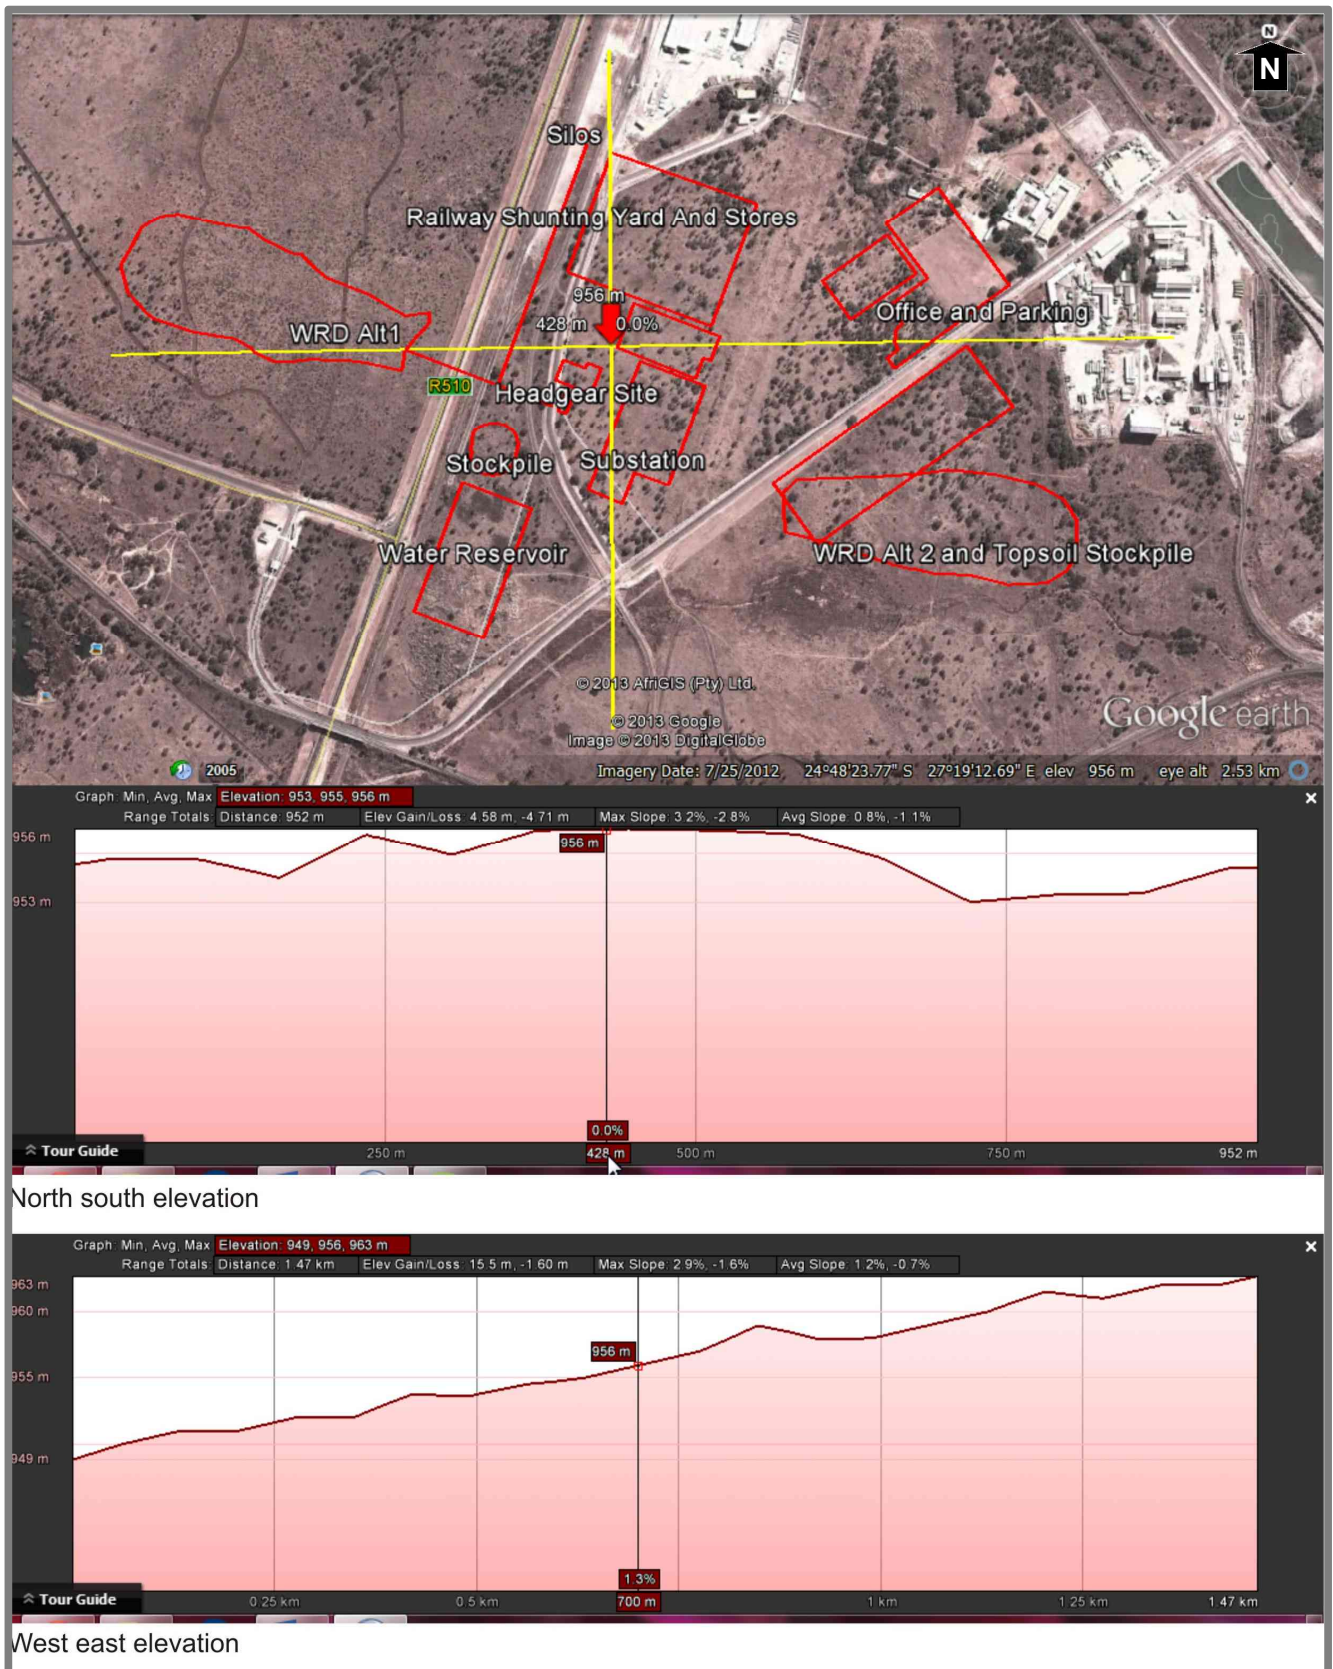 N
N
Silos
Railway Shunting Yard And Stores
956 m
428 m 0.0%
Office and Parking
WRD Alt1
R510
Headgear Site
Stockpile
Substation
Water Reservoir
WRD Alt 2 and Topsoil Stockpile
© 2013 AfriGIS (Pty) Ltd.
© 2013 Google
Image © 2013 DigitalGlobe
Google earth
2005
Imagery Date: 7/25/2012 24°48'23.77" S 27°19'12.69" E elev 956 m eye alt 2.53 km
Graph: Min, Avg, Max Elevation: 953, 955, 956 m
Range Totals: Distance: 952 m Elev Gain/Loss: 4.58 m, -4.71 m Max Slope: 3.2%, -2.8% Avg Slope: 0.8%, -1.1%
956 m
956 m
953 m
0.0%
Tour Guide
250 m 428 m 500 m 750 m 952 m
North south elevation
Graph: Min, Avg, Max Elevation: 949, 956, 963 m
Range Totals: Distance: 1.47 km Elev Gain/Loss: 15.5 m, -1.60 m Max Slope: 2.9%, -1.6% Avg Slope: 1.2%, -0.7%
963 m
960 m
956 m
955 m
949 m
1.3%
Tour Guide
0.25 km 0.5 km 700 m 1 km 1.25 km 1.47 km
West east elevation